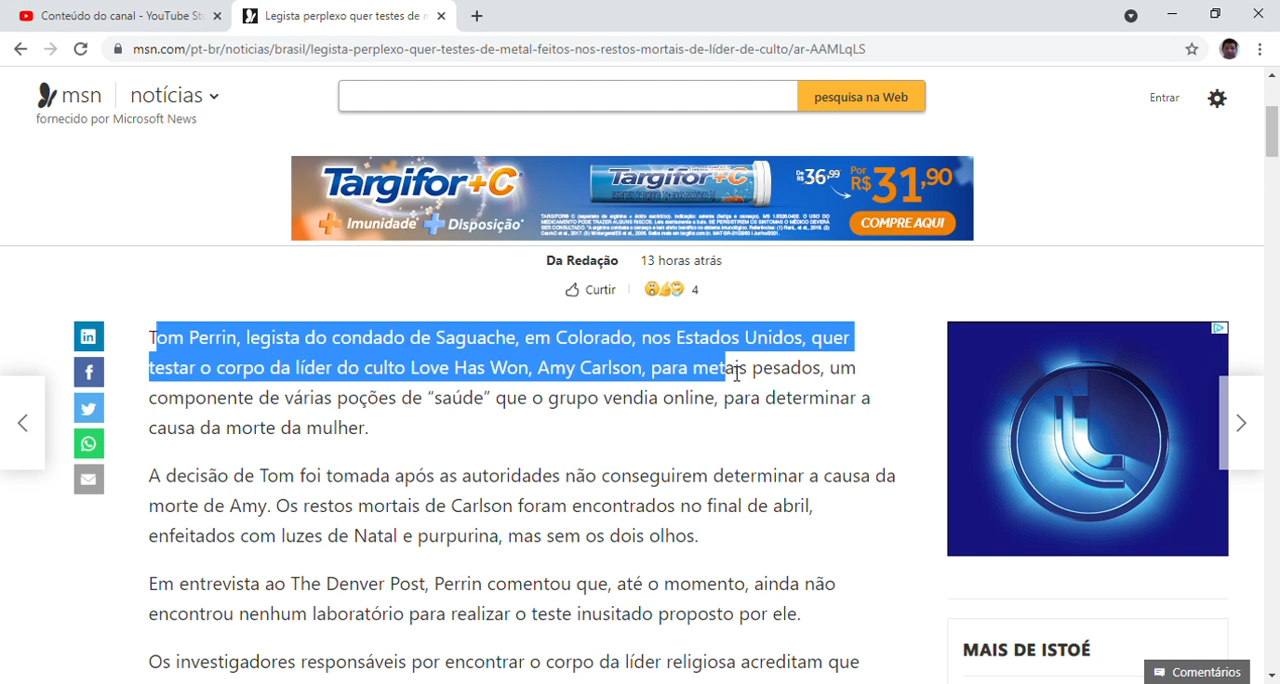 Conteúdo do canal - YouTube St
Legista perplexo quer testes de m
msn.com/pt-br/noticias/brasil/legista-perplexo-quer-testes-de-metal-feitos-nos-restos-mortais-de-líder-de-culto/ar-AAMLqLS
msn notícias
pesquisa na Web
Entrar
fornecido por Microsoft News
Targifor+C
+ Imunidade + Disposição
Targifor+C
De R$36,99 Por R$31,90
COMPRE AQUI
Da Redação 13 horas atrás
Curtir 4
Tom Perrin, legista do condado de Saguache, em Colorado, nos Estados Unidos, quer
testar o corpo da líder do culto Love Has Won, Amy Carlson, para metais pesados, um
componente de várias poções de “saúde” que o grupo vendia online, para determinar a
causa da morte da mulher.
A decisão de Tom foi tomada após as autoridades não conseguirem determinar a causa da
morte de Amy. Os restos mortais de Carlson foram encontrados no final de abril,
enfeitados com luzes de Natal e purpurina, mas sem os dois olhos.
Em entrevista ao The Denver Post, Perrin comentou que, até o momento, ainda não
encontrou nenhum laboratório para realizar o teste inusitado proposto por ele.
Os investigadores responsáveis por encontrar o corpo da líder religiosa acreditam que
MAIS DE ISTOÉ
Comentários